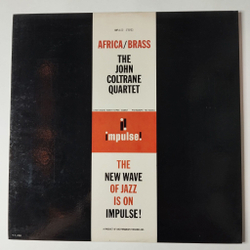 AFRICA/BRASS
THE
JOHN
COLTRANE
QUARTET
impulse!
THE
NEW WAVE
OF JAZZ
IS ON
IMPULSE!